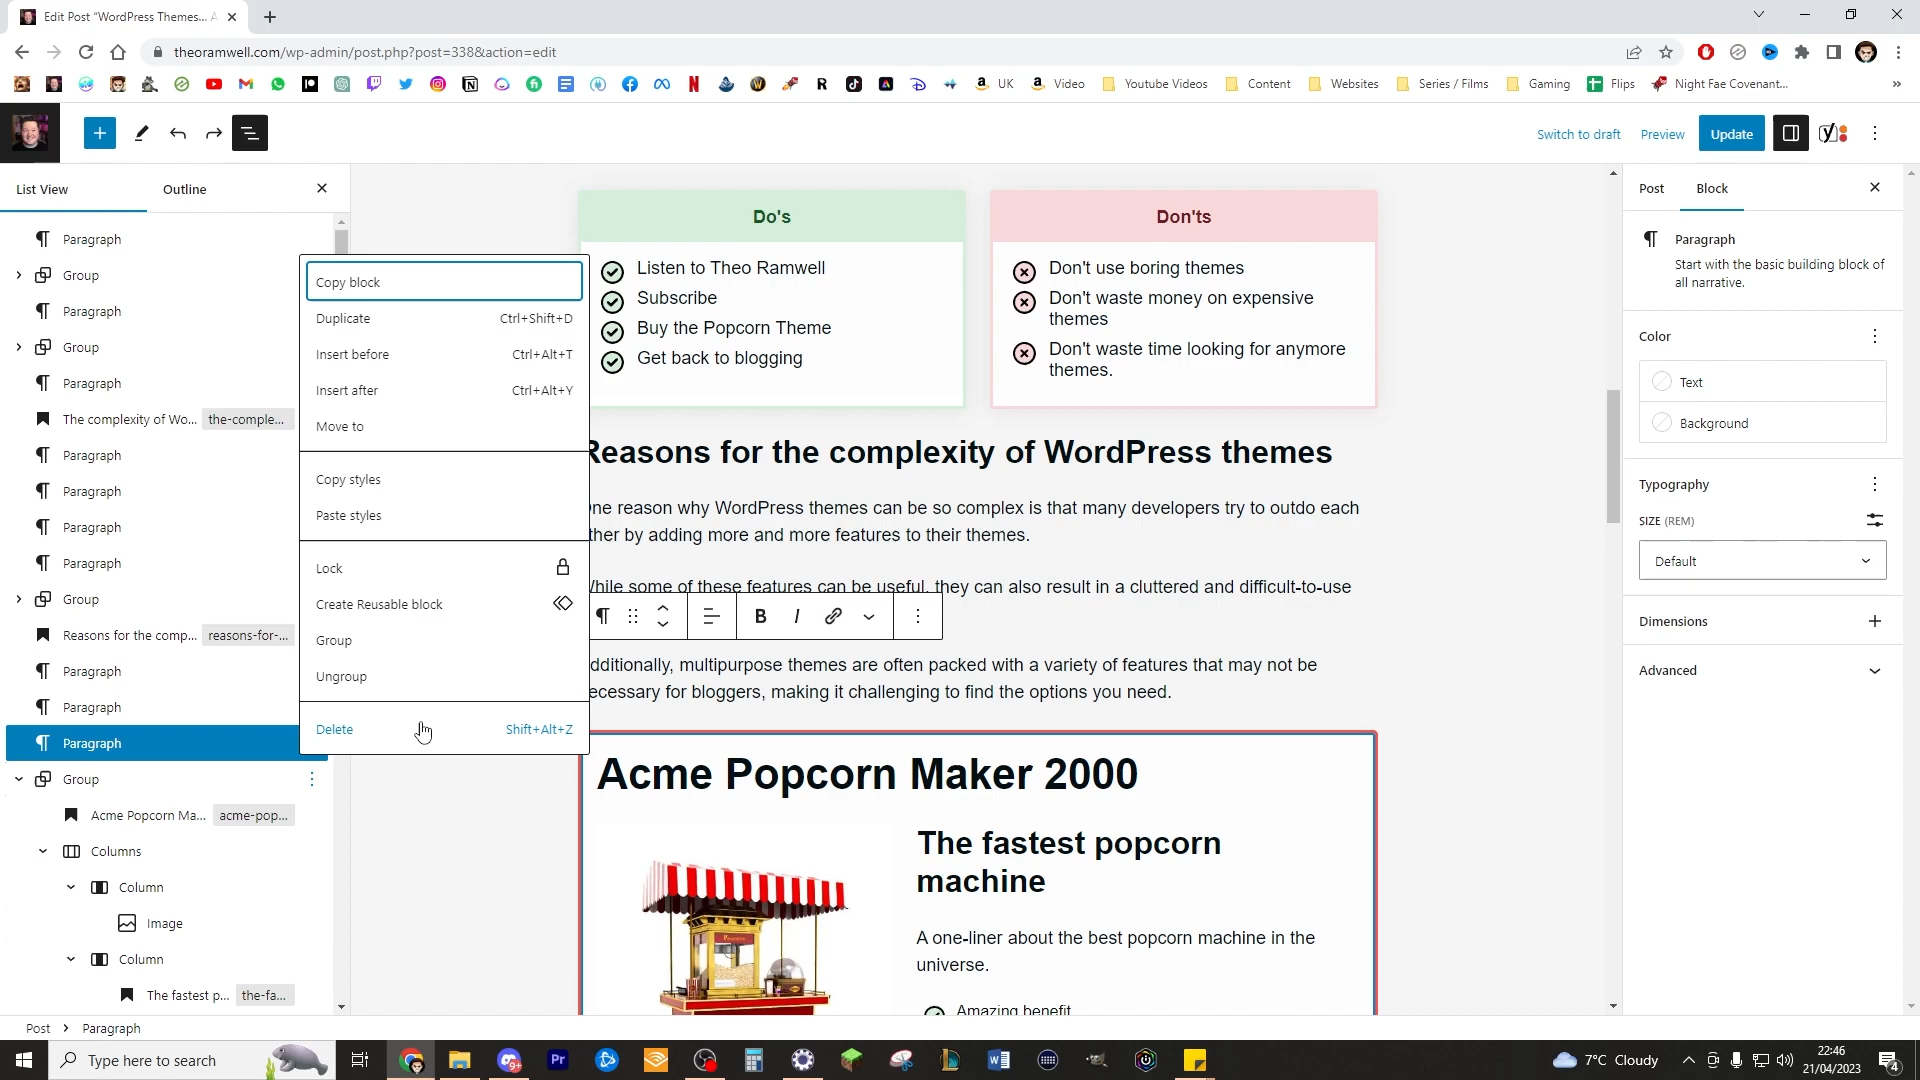 Edit Post “WordPress Themes... A
theoramwell.com/wp-admin/post.php?post=338&action=edit
UK
Video
Youtube Videos
Content
Websites
Series / Films
Gaming
Flips
Night Fae Covenant...
»
Switch to draft
Preview
Update
List View
Outline
Paragraph
Group
Paragraph
Group
Paragraph
The complexity of Wo... the-comple...
Paragraph
Paragraph
Paragraph
Paragraph
Group
Reasons for the comp... reasons-for-...
Paragraph
Paragraph
Paragraph
Group
Acme Popcorn Ma... acme-pop...
Columns
Column
Image
Column
The fastest p... the-fa...
Copy block
Duplicate Ctrl+Shift+D
Insert before Ctrl+Alt+T
Insert after Ctrl+Alt+Y
Move to
Copy styles
Paste styles
Lock
Create Reusable block
Group
Ungroup
Delete Shift+Alt+Z
Do's
Listen to Theo Ramwell
Subscribe
Buy the Popcorn Theme
Get back to blogging
Don'ts
Don't use boring themes
Don't waste money on expensive
themes
Don't waste time looking for anymore
themes.
Reasons for the complexity of WordPress themes
ne reason why WordPress themes can be so complex is that many developers try to outdo each
ther by adding more and more features to their themes.
hile some of these features can be useful, they can also result in a cluttered and difficult-to-use
B I
dditionally, multipurpose themes are often packed with a variety of features that may not be
ecessary for bloggers, making it challenging to find the options you need.
Acme Popcorn Maker 2000
The fastest popcorn
machine
A one-liner about the best popcorn machine in the
universe.
Amazing benefit
Post
Block
Paragraph
Start with the basic building block of
all narrative.
Color
Text
Background
Typography
SIZE (REM)
Default
Dimensions
Advanced
Post > Paragraph
Type here to search
7°C Cloudy
22:46
21/04/2023
4